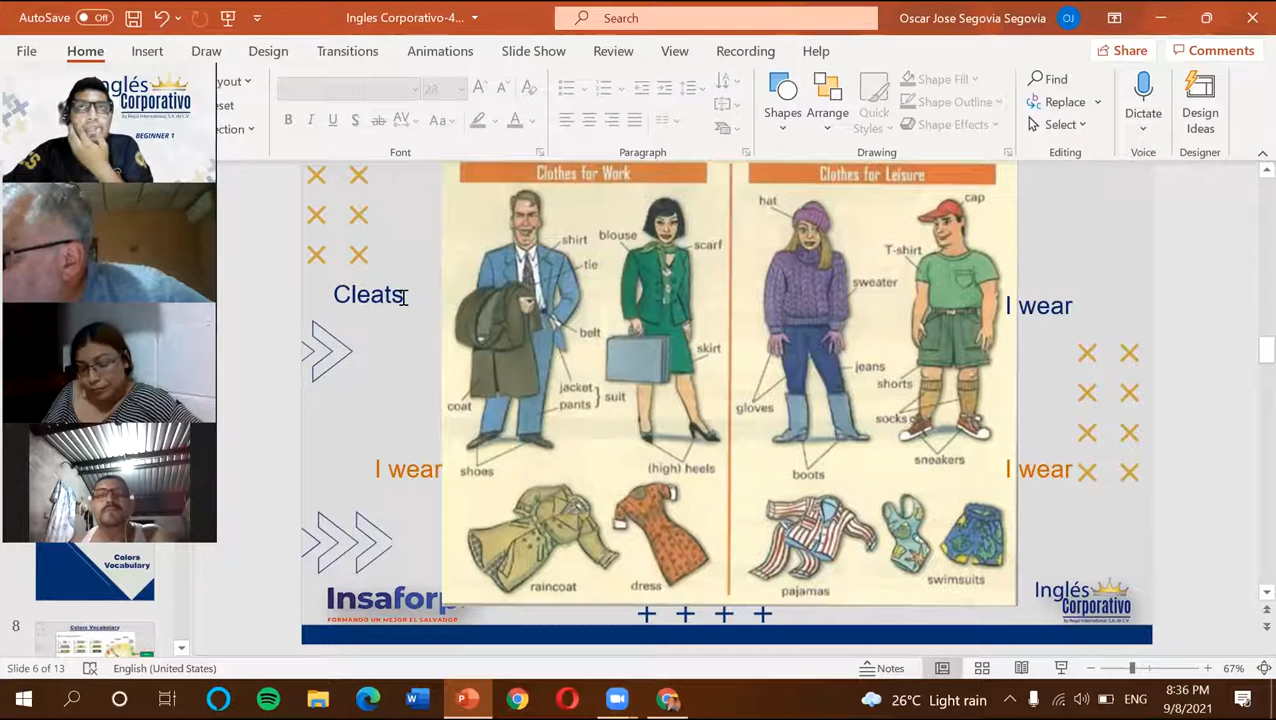 AutoSave Off
Ingles Corporativo-4...
Search
Oscar Jose Segovia Segovia
OJ
File Home Insert Draw Design Transitions Animations Slide Show Review View Recording Help
Share
Comments
Inglés
Corporativo
BEGINNER 1
Shapes
Arrange
Quick
Styles
Shape Fill
Shape Outline
Shape Effects
Find
Replace
Select
Dictate
Design
Ideas
Font
Paragraph
Drawing
Editing
Voice
Designer
Clothes for Work
Clothes for Leisure
shirt
blouse
scarf
tie
belt
skirt
jacket
pants
suit
coat
shoes
(high) heels
raincoat
dress
hat
cap
T-shirt
sweater
jeans
shorts
gloves
socks
boots
sneakers
pajamas
swimsuits
Cleats
I wear
I wear
I wear
Insaforp
FORMANDO UN MEJOR EL SALVADOR
Inglés
Corporativo
Colors
Vocabulary
8
Colors Vocabulary
Slide 6 of 13
English (United States)
Notes
67%
26°C Light rain
ENG
8:36 PM
9/8/2021